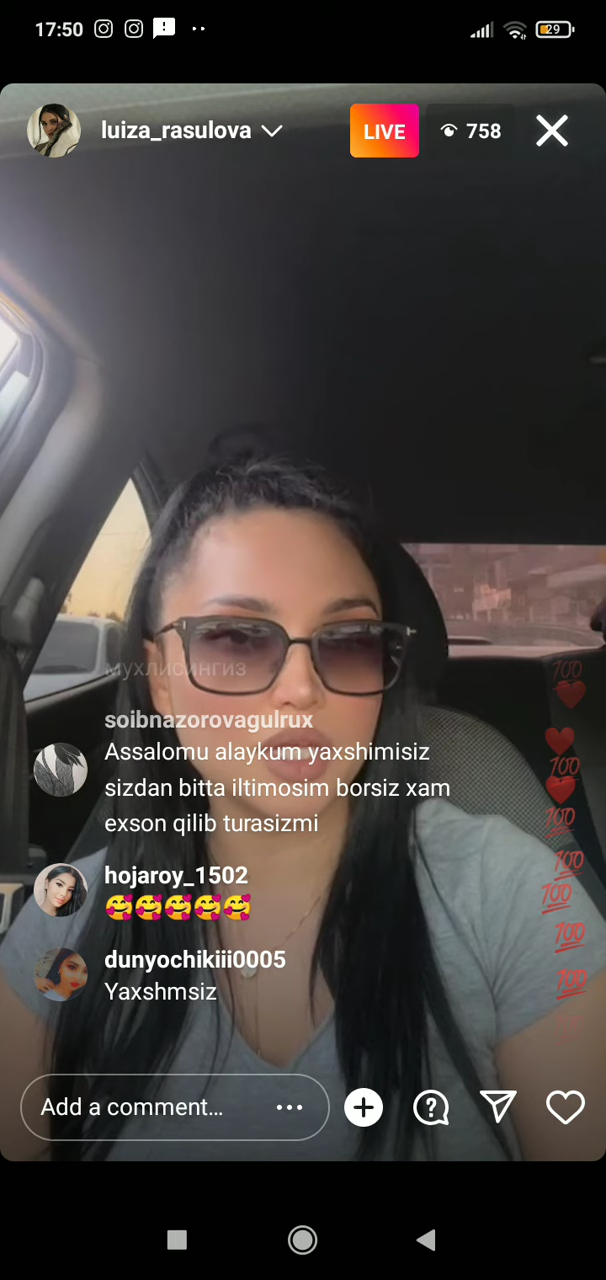 17:50
29
luiza_rasulova
LIVE
758
мухлисингиз
soibnazorovagulrux
Assalomu alaykum yaxshimisiz
sizdan bitta iltimosim borsiz xam
exson qilib turasizmi
hojaroy_1502
🥰🥰🥰🥰🥰
dunyochikiii0005
Yaxshmsiz
Add a comment...